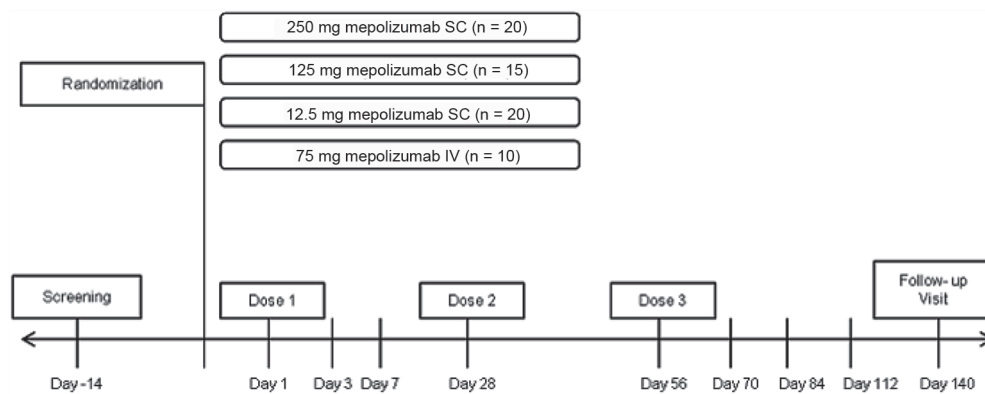 250 mg mepolizumab SC (n = 20)
125 mg mepolizumab SC (n = 15)
Randomization
12.5 mg mepolizumab SC (n = 20)
75 mg mepolizumab IV (n = 10)
Screening
Dose 1
Dose 2
Dose 3
Follow-up
Visit
Day -14
Day 1
Day 3
Day 7
Day 28
Day 56
Day 70
Day 84
Day 112
Day 140